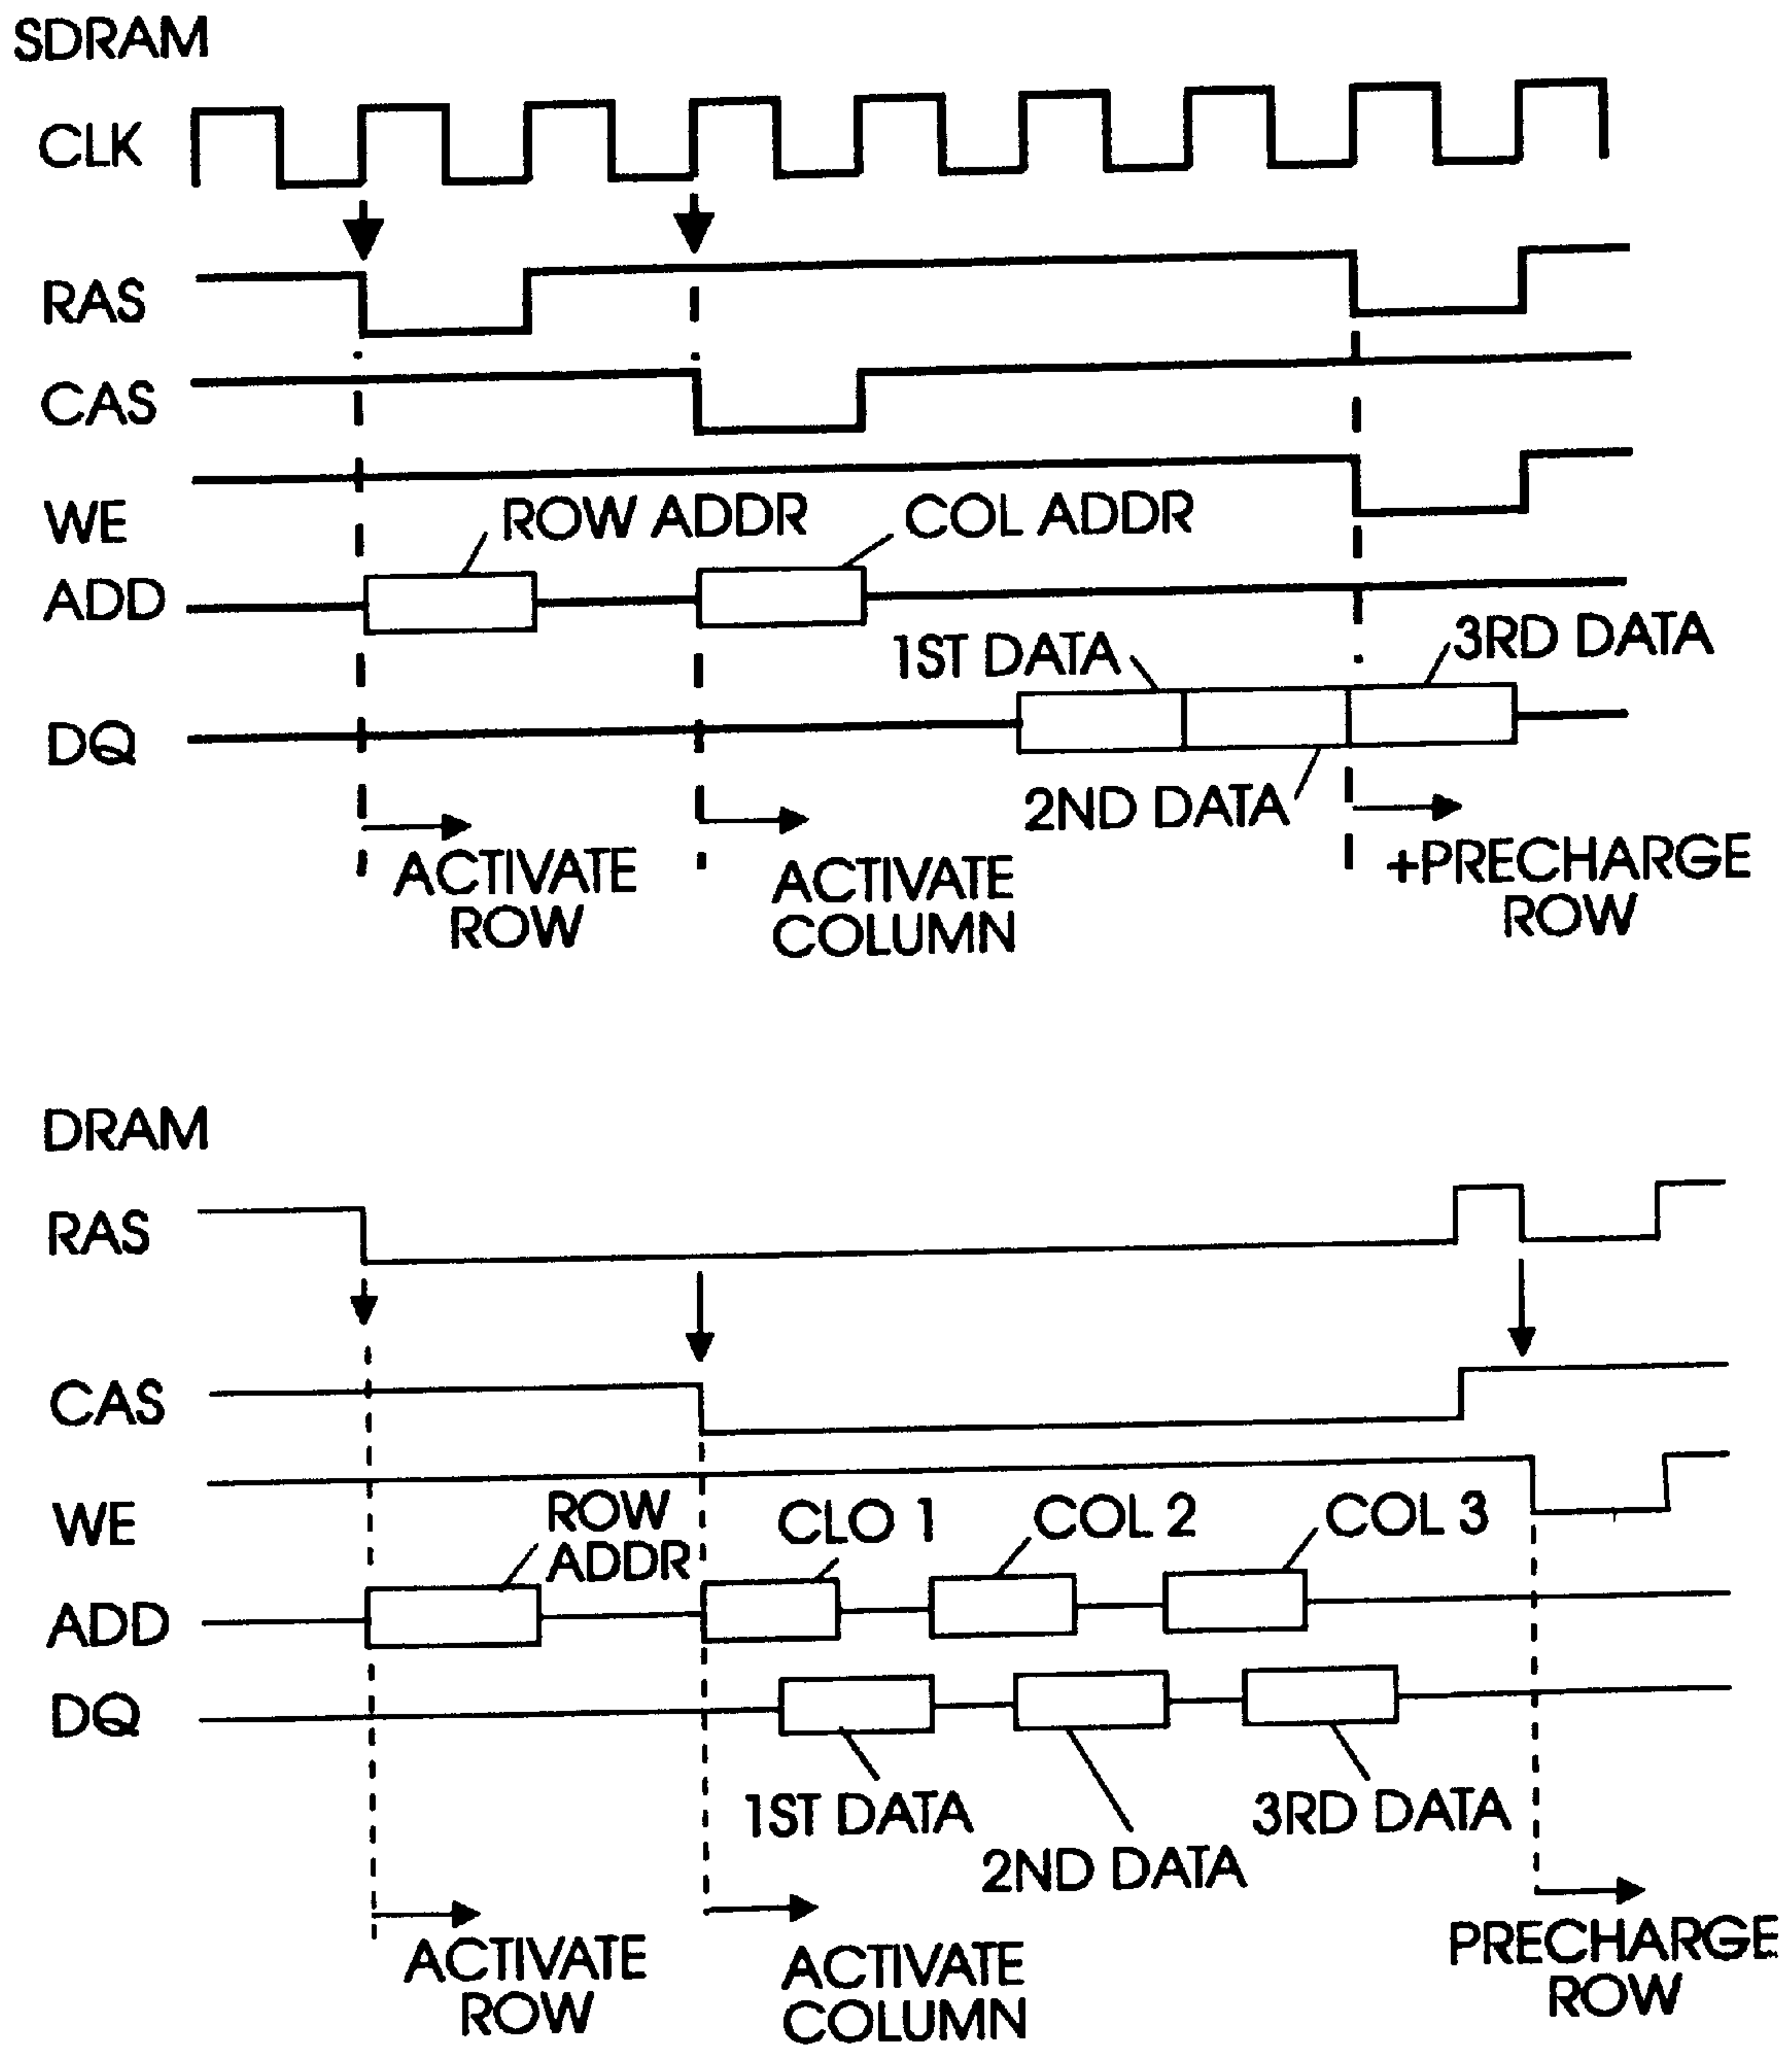 SDRAM
CLK
RAS
CAS
WE
ROW ADDR
COL ADDR
ADD
1ST DATA
3RD DATA
DQ
2ND DATA
ACTIVATE
ROW
ACTIVATE
COLUMN
+PRECHARGE
ROW
DRAM
RAS
CAS
WE
ROW
ADDR
CLO 1
COL 2
COL 3
ADD
DQ
1ST DATA
2ND DATA
3RD DATA
ACTIVATE
ROW
ACTIVATE
COLUMN
PRECHARGE
ROW